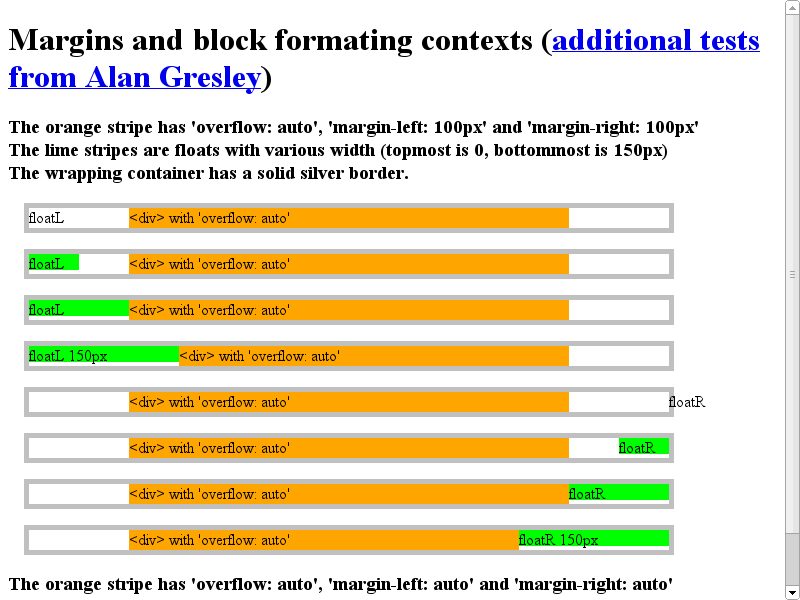 Margins and block formating contexts (additional tests
from Alan Gresley)
The orange stripe has 'overflow: auto', 'margin-left: 100px' and 'margin-right: 100px'
The lime stripes are floats with various width (topmost is 0, bottommost is 150px)
The wrapping container has a solid silver border.
floatL <div> with 'overflow: auto'
floatL <div> with 'overflow: auto'
floatL <div> with 'overflow: auto'
floatL 150px <div> with 'overflow: auto'
<div> with 'overflow: auto' floatR
<div> with 'overflow: auto' floatR
<div> with 'overflow: auto' floatR
<div> with 'overflow: auto' floatR 150px
The orange stripe has 'overflow: auto', 'margin-left: auto' and 'margin-right: auto'